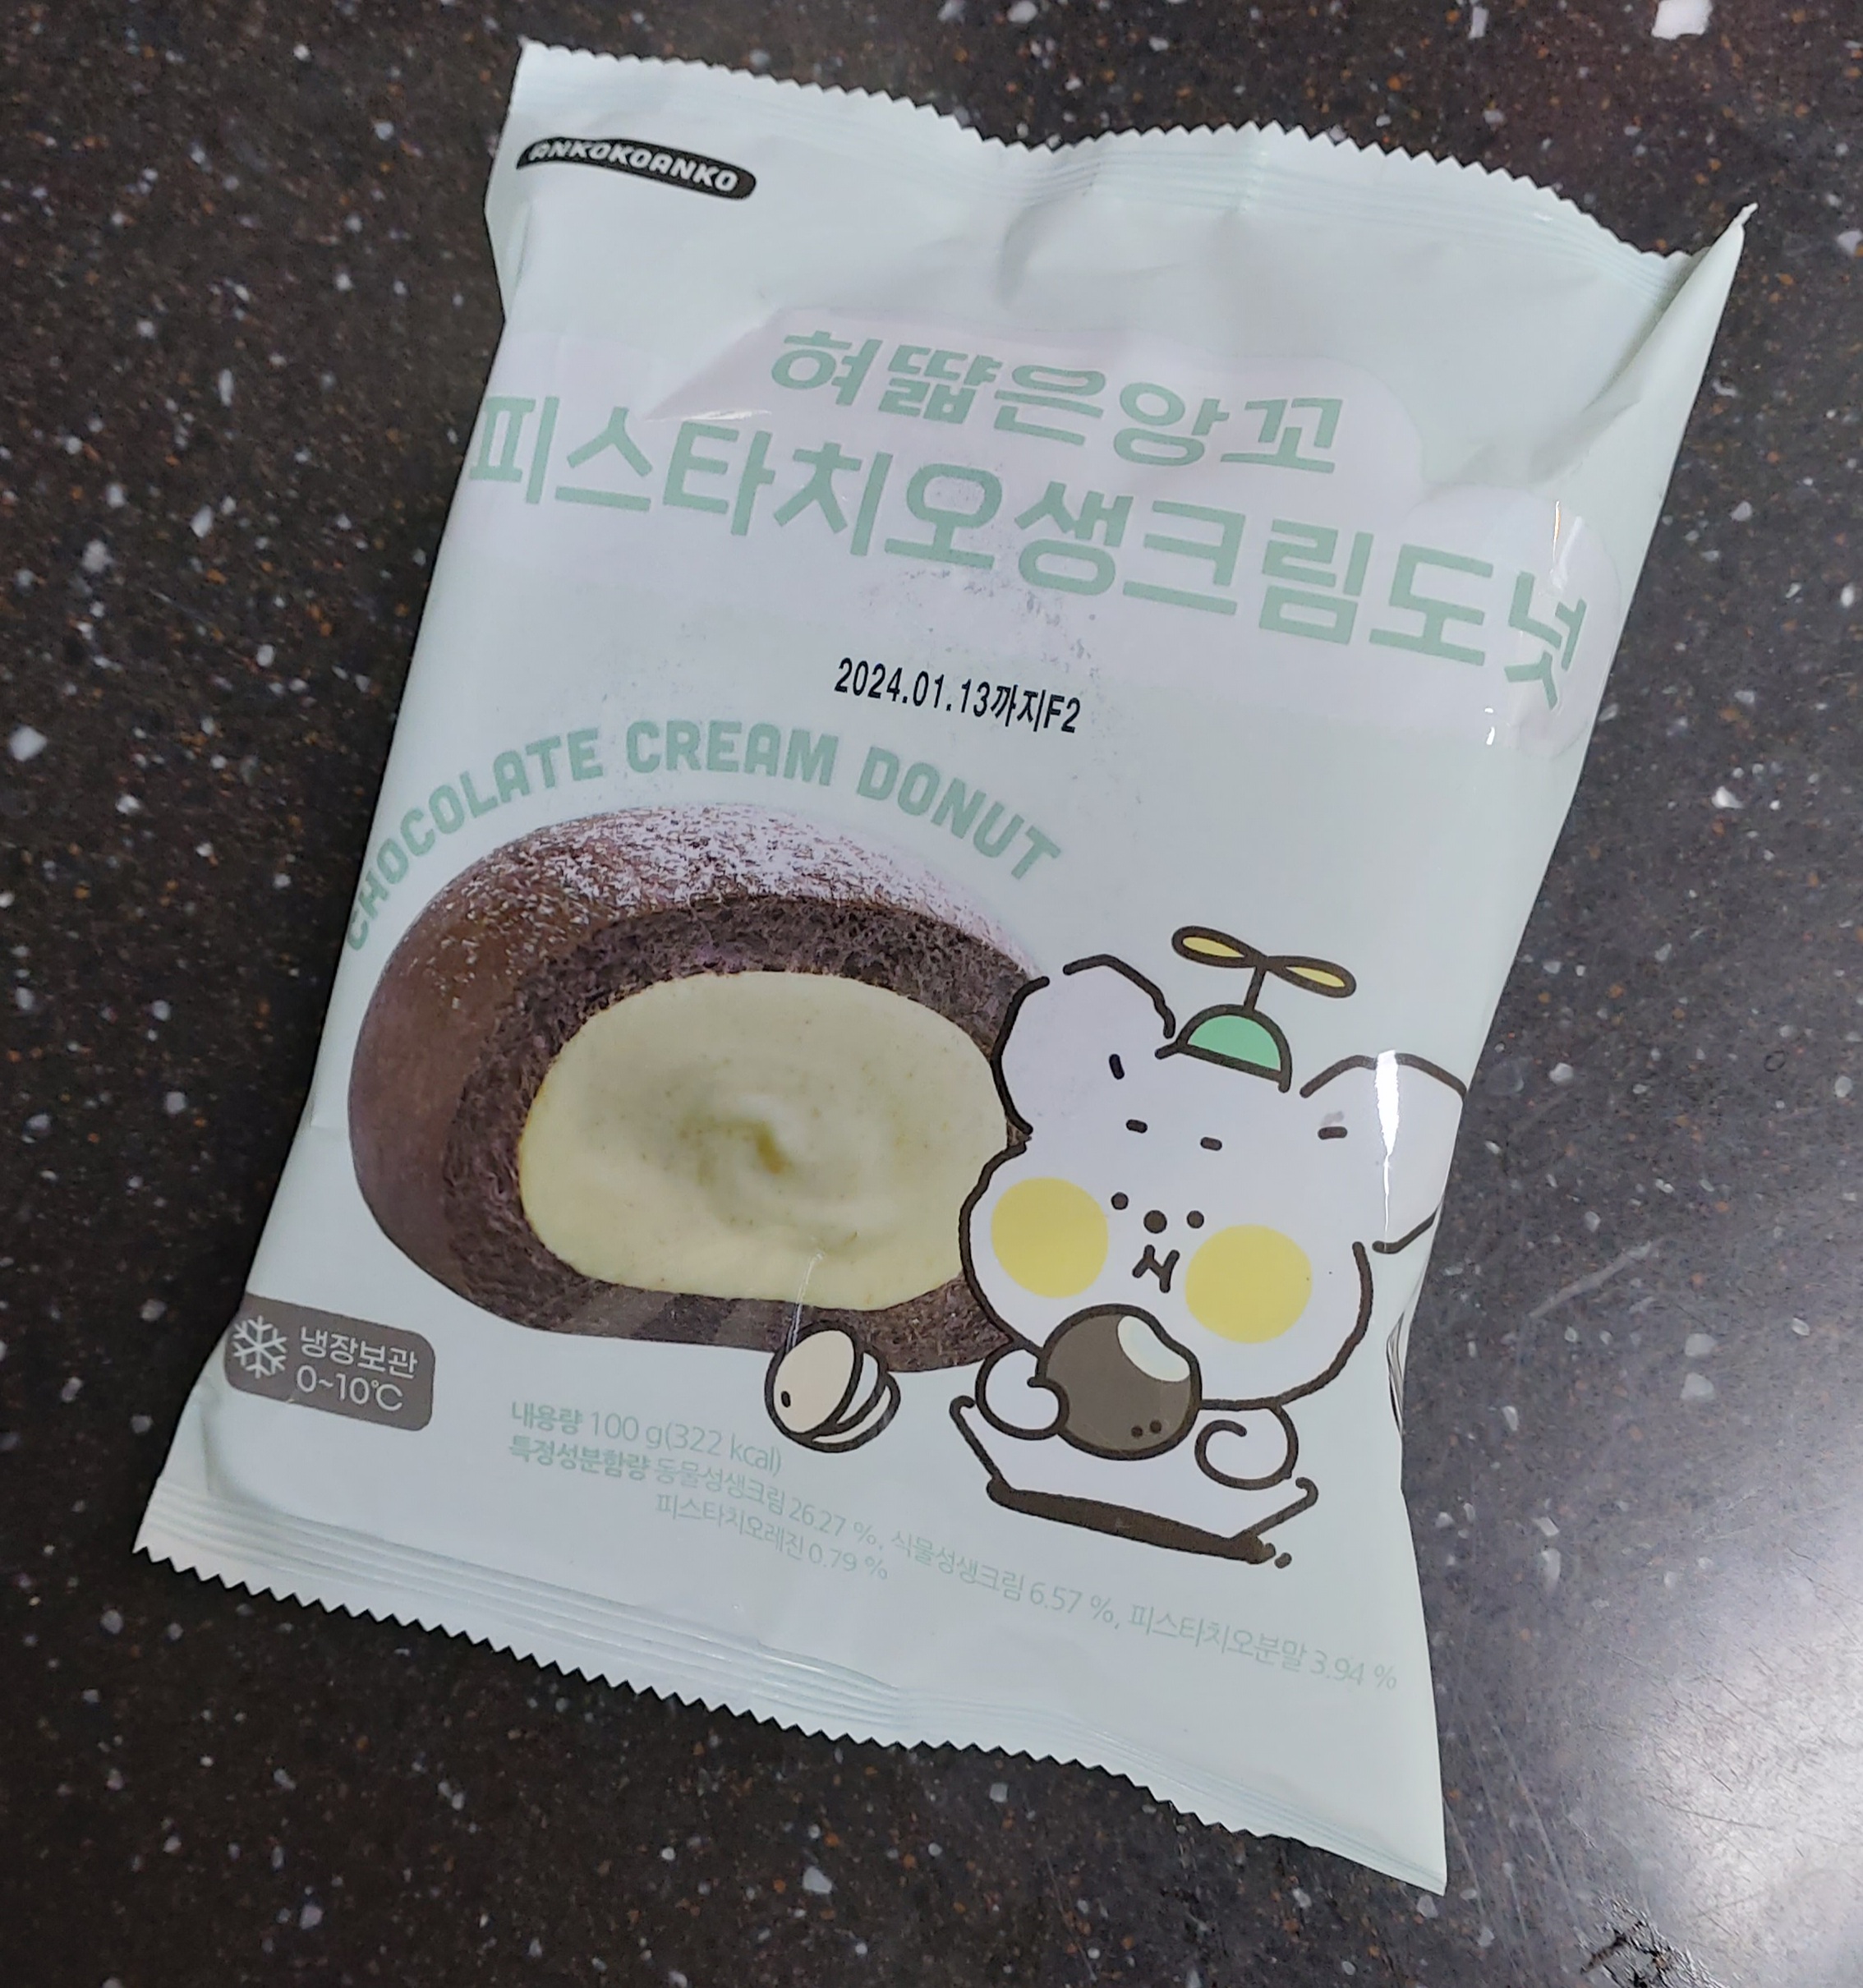 ANKOKOANKO
혀짧은앙꼬
피스타치오생크림도넛
2024.01.13까지F2
CHOCOLATE CREAM DONUT
냉장보관
0~10℃
내용량 100 g(322 kcal)
특정성분함량 동물성생크림 26.27 %, 식물성생크림 6.57 %, 피스타치오분말 3.94 %
피스타치오레진 0.79 %